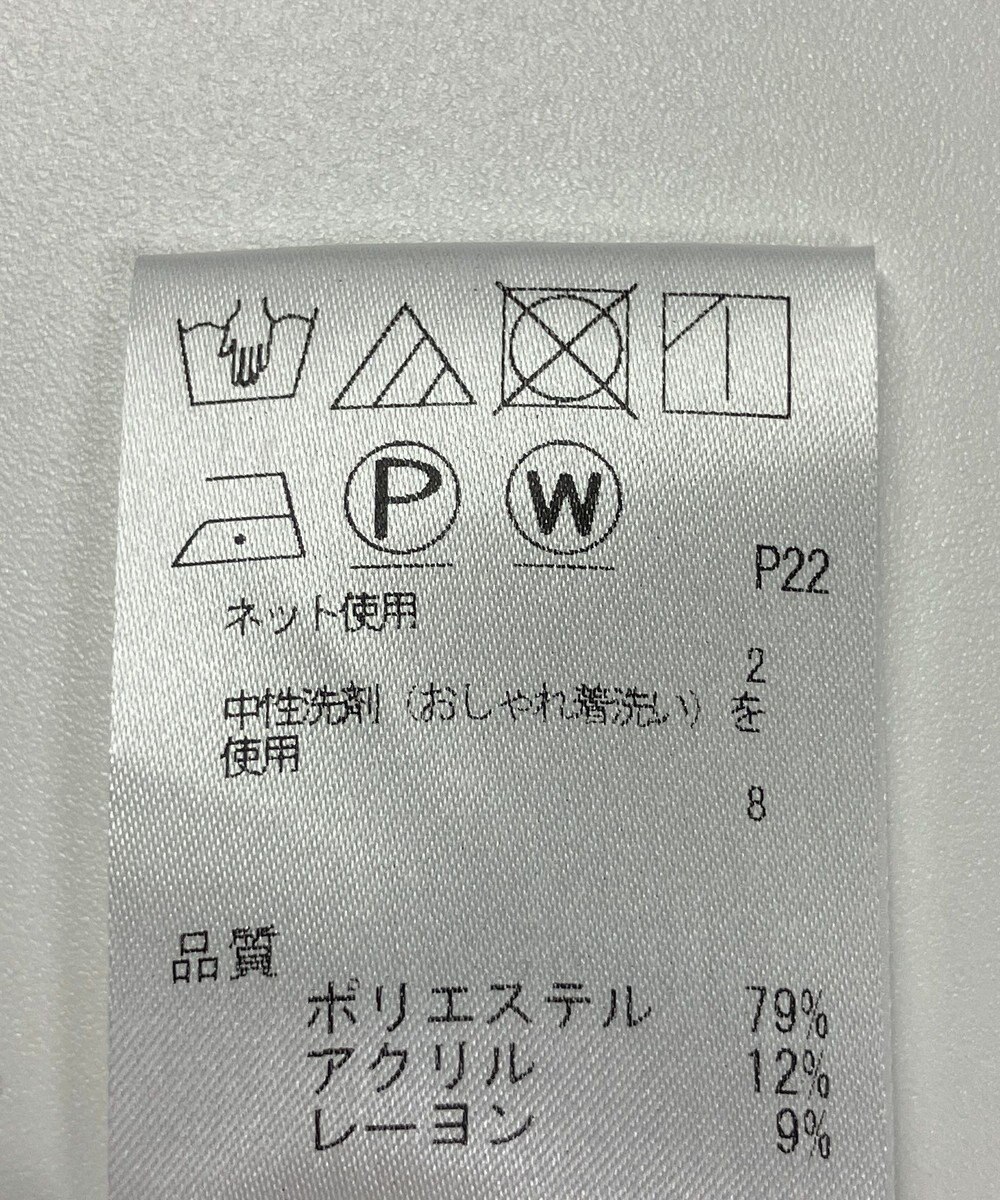 P
W
P22
ネット使用
2
中性洗剤（おしゃれ着洗い）を
使用
8
品質
ポリエステル 79%
アクリル 12%
レーヨン 9%